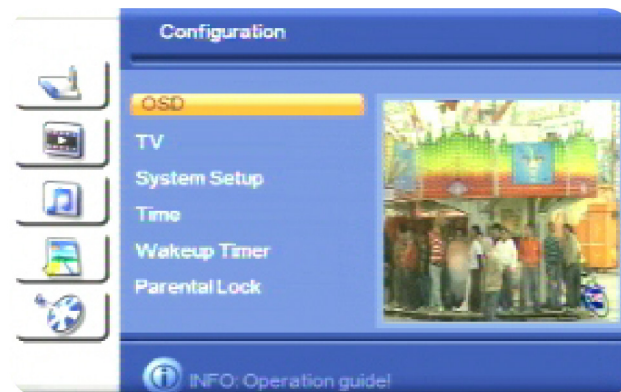 Configuration
OSD
TV
System Setup
Time
Wakeup Timer
Parental Lock
INFO: Operation guide!